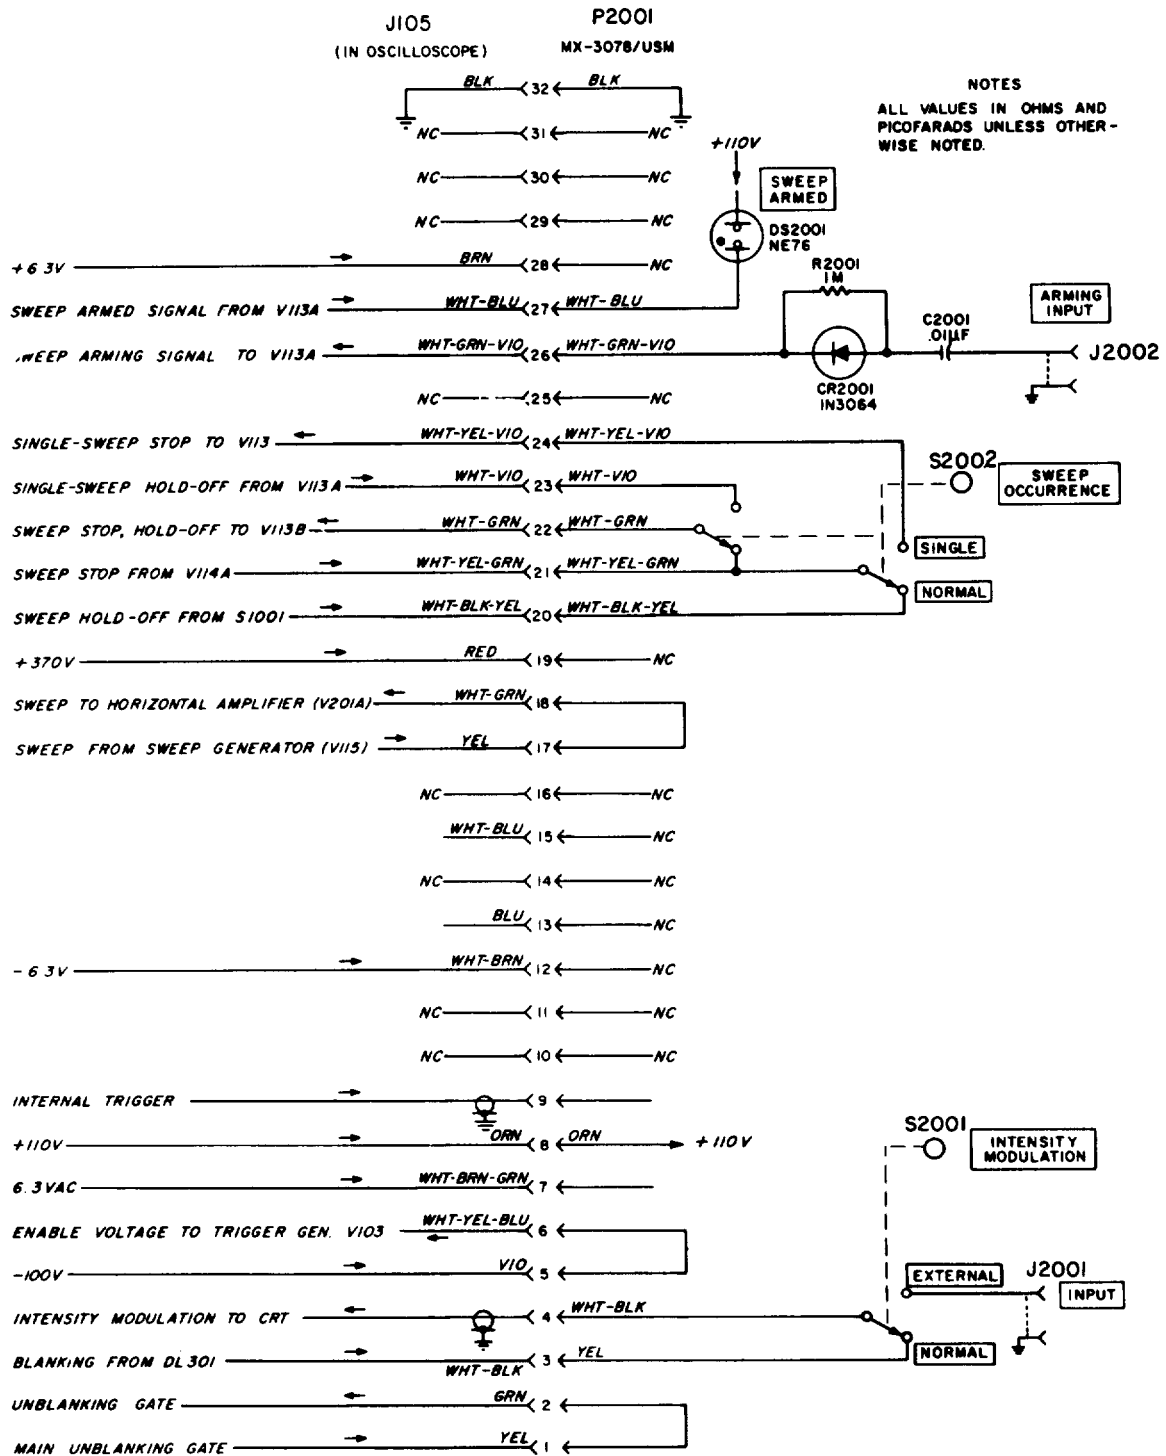 J105
(IN OSCILLOSCOPE)
P2001
MX-3078/USM
NOTES
ALL VALUES IN OHMS AND
PICOFARADS UNLESS OTHER-
WISE NOTED.
BLK 32 BLK
NC 31 NC
NC 30 NC
NC 29 NC
+110V
SWEEP
ARMED
DS2001
NE76
+6 3V BRN 28 NC
SWEEP ARMED SIGNAL FROM V113A WHT-BLU 27 WHT-BLU
R2001
1M
C2001
.01µF
ARMING
INPUT
WEEP ARMING SIGNAL TO V113A WHT-GRN-VIO 26 WHT-GRN-VIO
J2002
CR2001
1N3064
NC 25 NC
SINGLE-SWEEP STOP TO V113 WHT-YEL-VIO 24 WHT-YEL-VIO
S2002
SWEEP
OCCURRENCE
SINGLE-SWEEP HOLD-OFF FROM V113A WHT-VIO 23 WHT-VIO
SWEEP STOP, HOLD-OFF TO V113B WHT-GRN 22 WHT-GRN
SINGLE
SWEEP STOP FROM V114A WHT-YEL-GRN 21 WHT-YEL-GRN
NORMAL
SWEEP HOLD-OFF FROM S1001 WHT-BLK-YEL 20 WHT-BLK-YEL
+370V RED 19 NC
SWEEP TO HORIZONTAL AMPLIFIER (V201A) WHT-GRN 18
SWEEP FROM SWEEP GENERATOR (V115) YEL 17
NC 16 NC
WHT-BLU 15 NC
NC 14 NC
BLU 13 NC
-6 3V WHT-BRN 12 NC
NC 11 NC
NC 10 NC
INTERNAL TRIGGER 9
+110V ORN 8 ORN +110V
S2001
INTENSITY
MODULATION
6.3VAC WHT-BRN-GRN 7
ENABLE VOLTAGE TO TRIGGER GEN. V103 WHT-YEL-BLU 6
-100V VIO 5
EXTERNAL
J2001
INPUT
INTENSITY MODULATION TO CRT 4 WHT-BLK
BLANKING FROM DL301 WHT-BLK 3 YEL
NORMAL
UNBLANKING GATE GRN 2
MAIN UNBLANKING GATE YEL 1